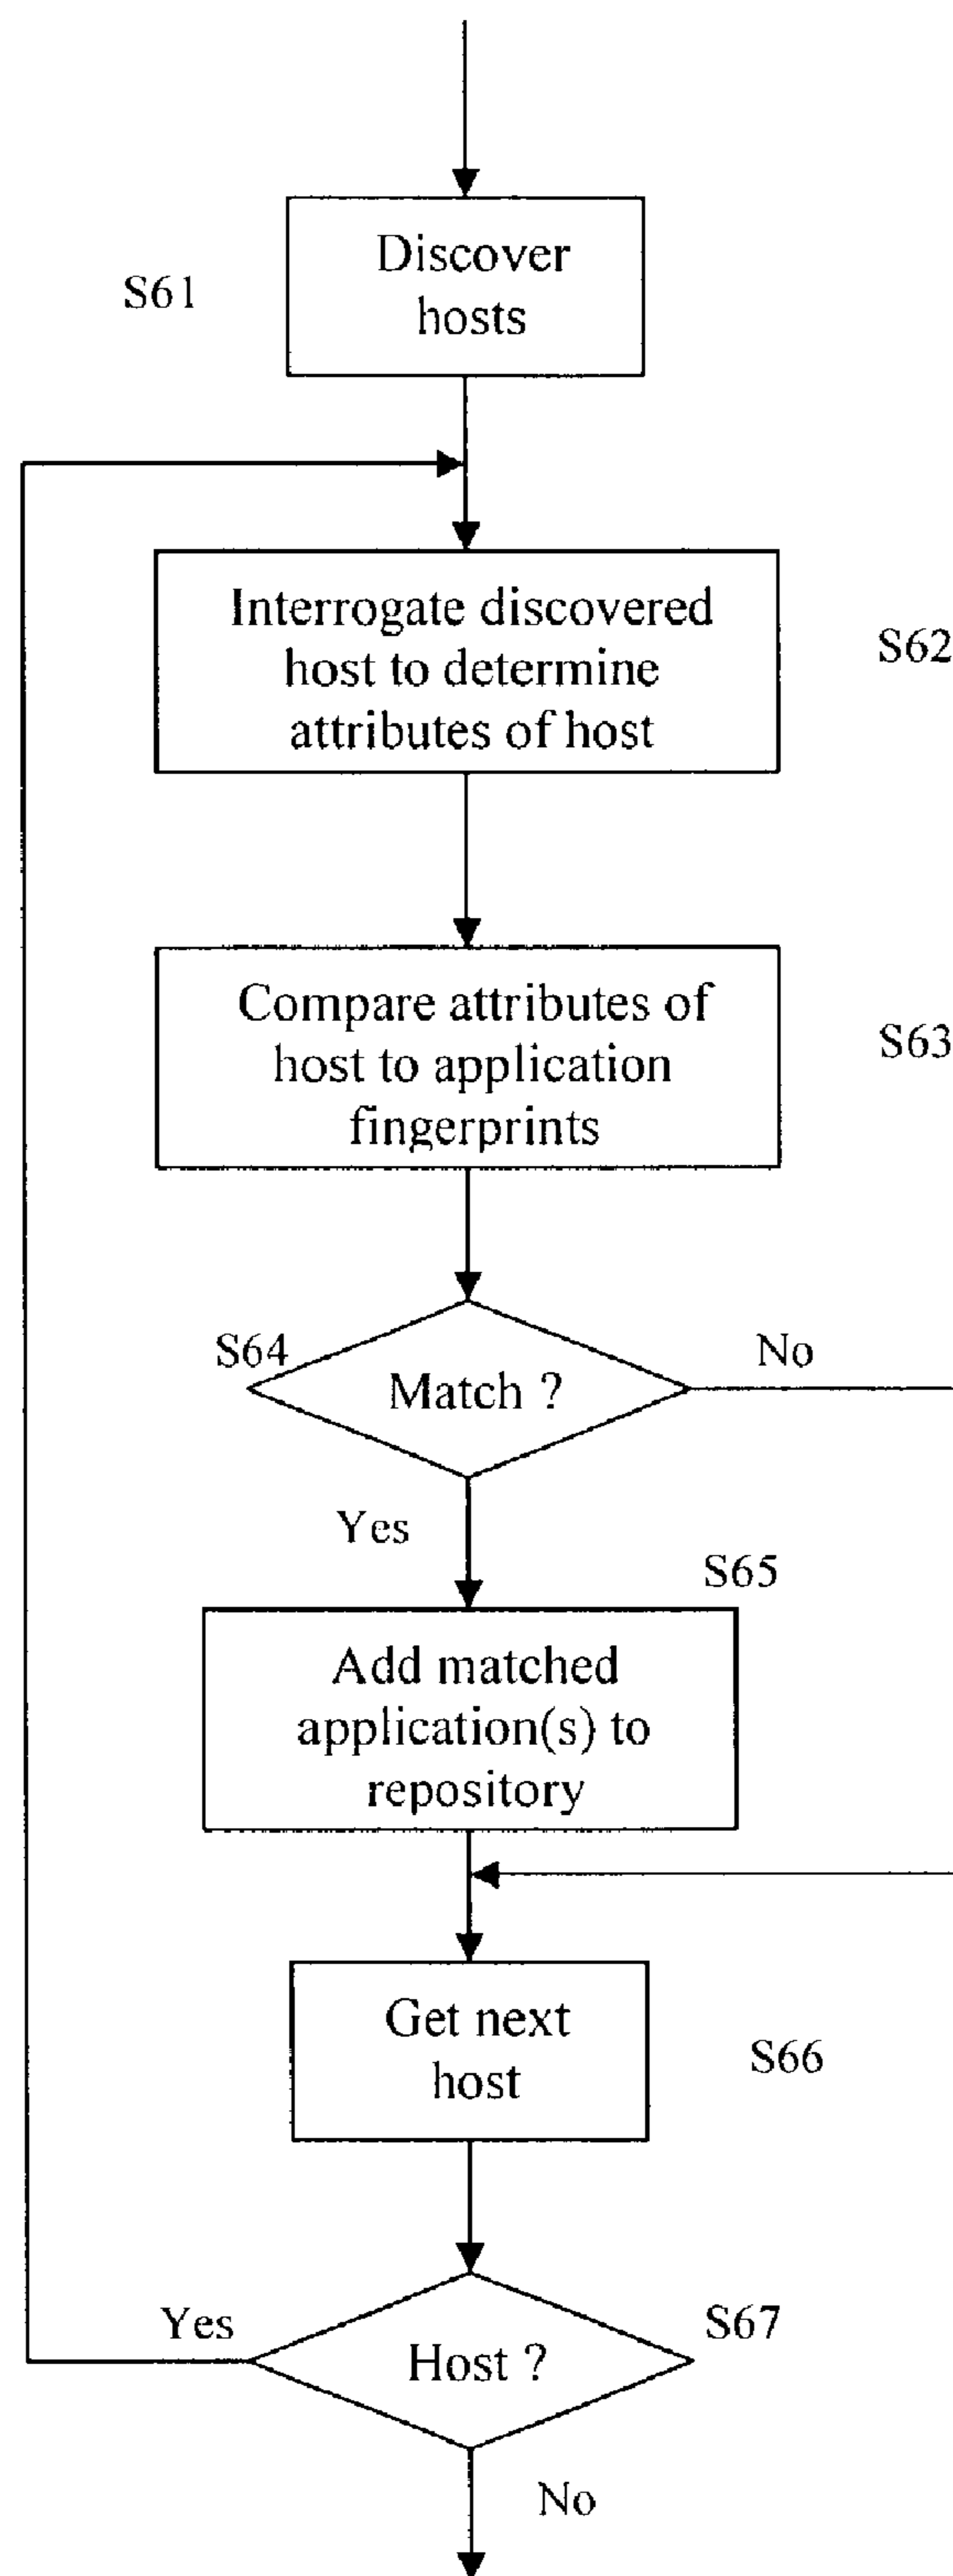 Discover
hosts
S61
Interrogate discovered
host to determine
attributes of host
S62
Compare attributes of
host to application
fingerprints
S63
S64
Match ?
No
Yes
S65
Add matched
application(s) to
repository
Get next
host
S66
Yes
Host ?
S67
No